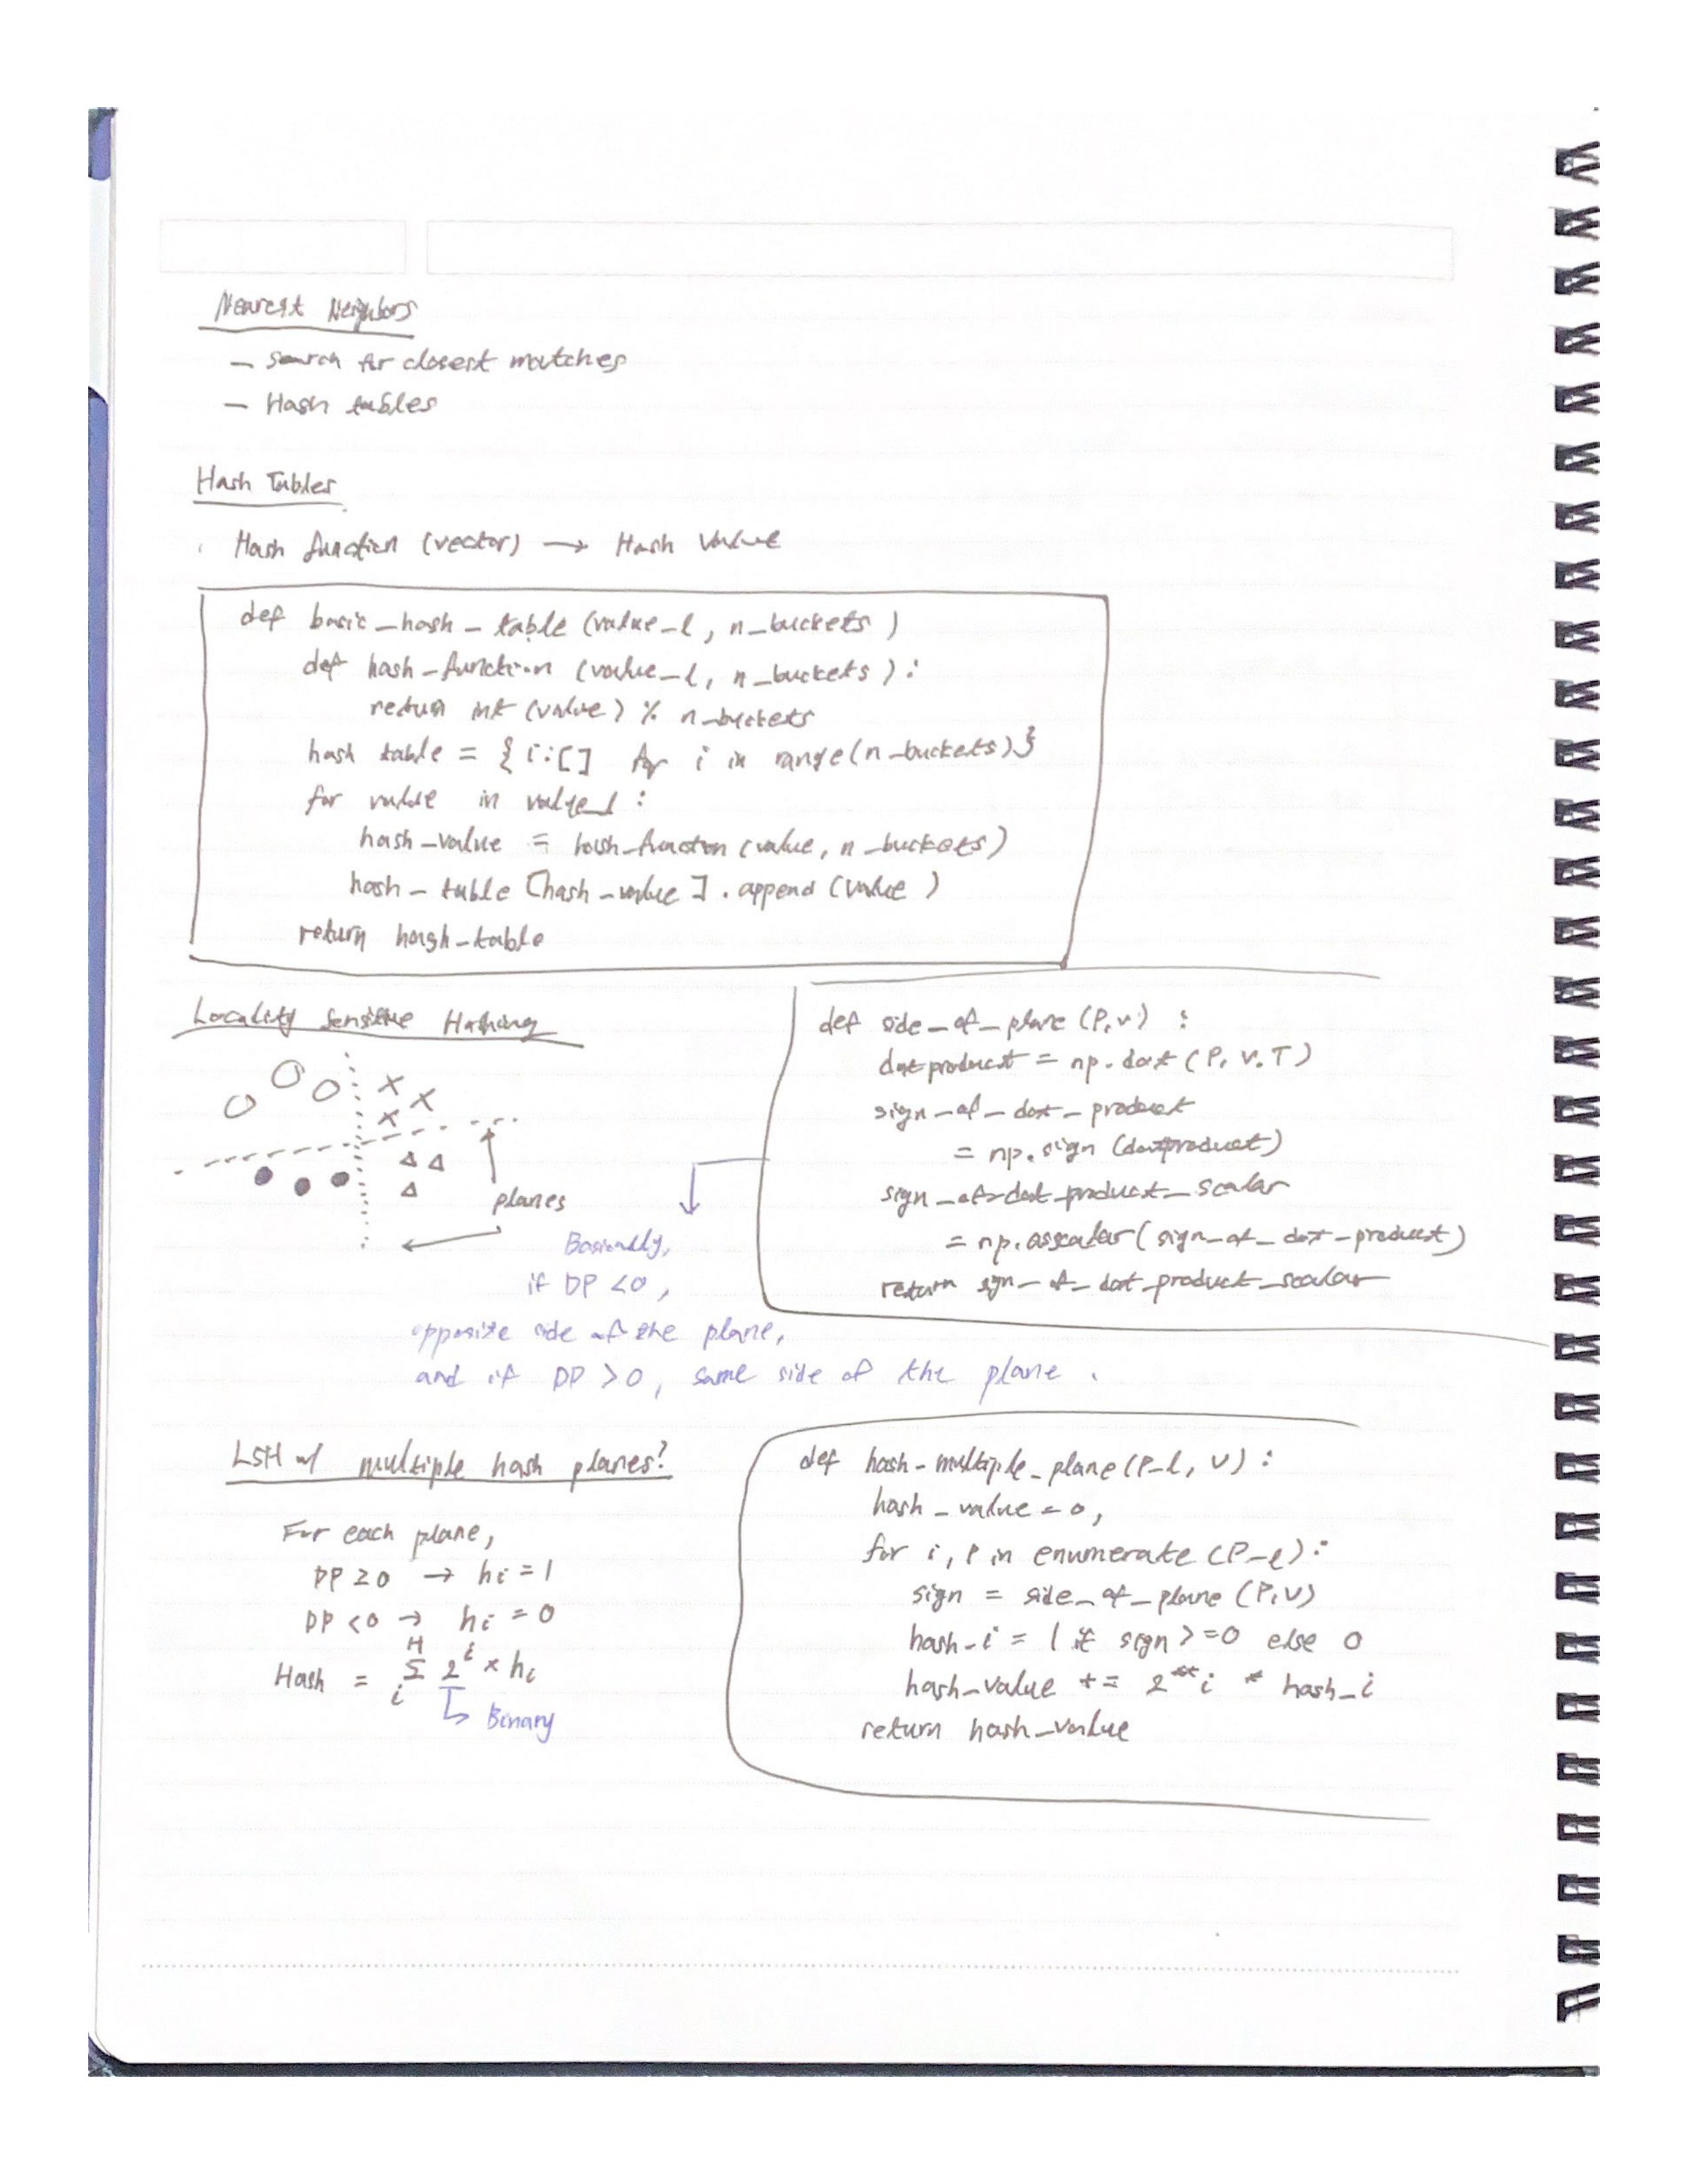 Nearest Neighbors
- Search for closest matches
- Hash tables
Hash Tables
. Hash function (vector) → Hash Value
def basic_hash_table (value_l, n_buckets)
def hash_function (value_l, n_buckets):
return int (value) % n_buckets
hash table = {i:[] for i in range(n_buckets)}
for value in value_l:
hash_value = hash_function (value, n_buckets)
hash_table [hash_value].append (value)
return hash_table
Locality Sensitive Hashing
planes
def side_of_plane (P, v) :
dotproduct = np.dot (P, V.T)
sign_of_dot_product
= np.sign (dotproduct)
sign_of_dot_product_scalar
= np.asscalar (sign_of_dot_product)
return sign_of_dot_product_scalar
Basically,
if DP < 0,
opposite side of the plane,
and if DP > 0, same side of the plane.
LSH w/ multiple hash planes?
For each plane,
DP ≥ 0 → hi = 1
DP < 0 → hi = 0
Hash = Σ_i^H 2^i × hi
↳ Binary
def hash_multiple_plane (P_l, v) :
hash_value = 0,
for i, P in enumerate (P_l):
sign = side_of_plane (P, v)
hash_i = 1 if sign >= 0 else 0
hash_value += 2**i * hash_i
return hash_value